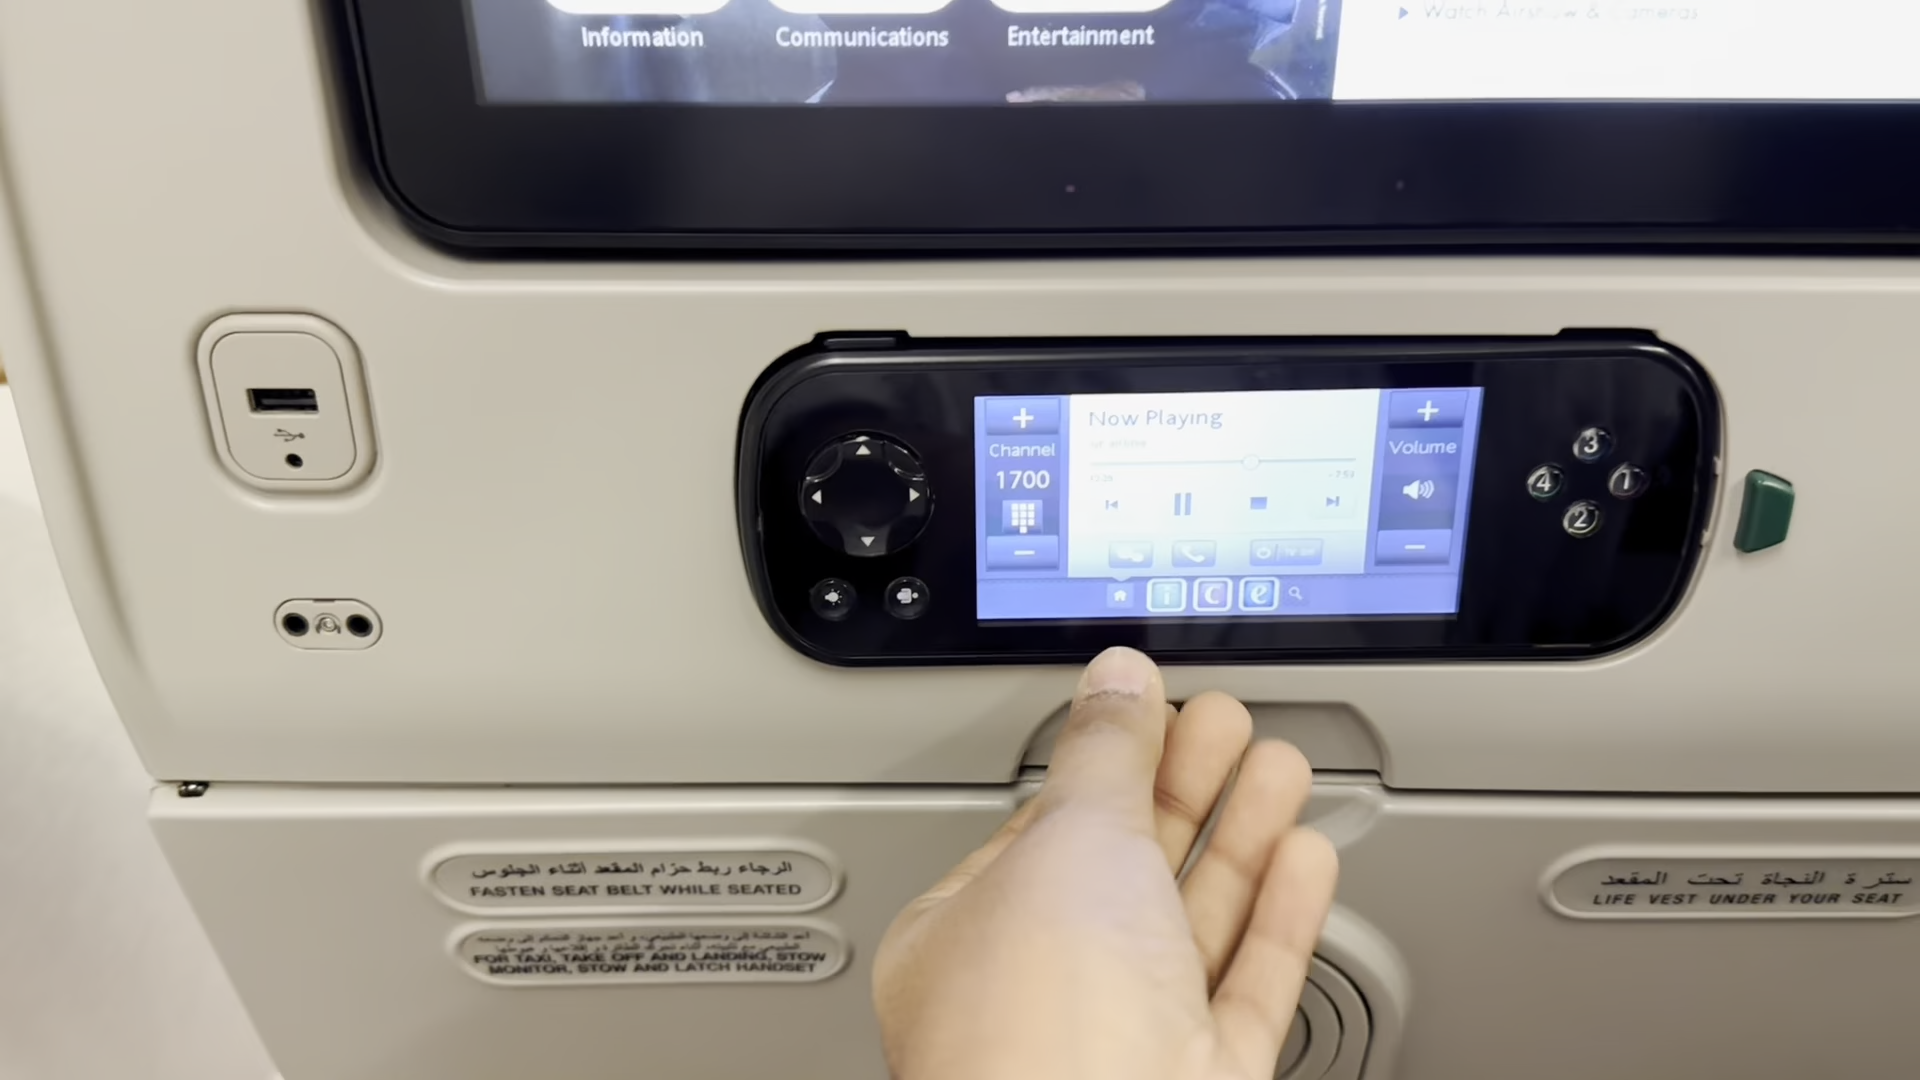 Information
Communications
Entertainment
Watch Airshow & Cameras
Now Playing
Channel
1700
Volume
3
4
1
2
i
c
e
الرجاء ربط حزام المقعد أثناء الجلوس
FASTEN SEAT BELT WHILE SEATED
FOR TAXI, TAKE OFF AND LANDING, STOW
MONITOR, STOW AND LATCH HANDSET
سترة النجاة تحت المقعد
LIFE VEST UNDER YOUR SEAT